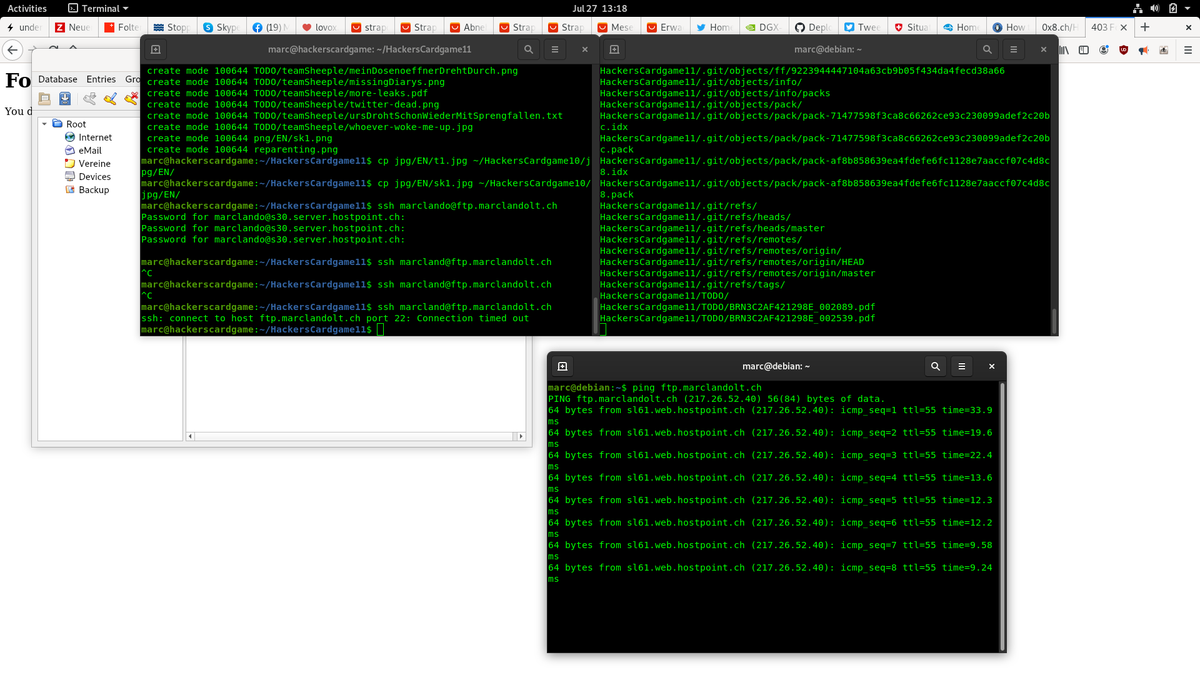 Activities
Terminal
Jul 27 13:18
Neue
Folte
Stopp
Skype
lovox
Strap
Abne
Strap
Strap
Strap
Mese
Erwa
Home
DGX
Deplo
Twee
Situa
Home
How
0x8.ch/H
403 F
marc@hackerscardgame: ~/HackersCardgame11
marc@debian: ~
Fo
You d
Database Entries Gro
Root
Internet
eMail
Vereine
Devices
Backup
create mode 100644 TODO/teamSheeple/meinDosenoeffnerDrehtDurch.png
create mode 100644 TODO/teamSheeple/missingDiarys.png
create mode 100644 TODO/teamSheeple/more-leaks.pdf
create mode 100644 TODO/teamSheeple/twitter-dead.png
create mode 100644 TODO/teamSheeple/ursDrohtSchonWiederMitSprengfallen.txt
create mode 100644 TODO/teamSheeple/whoever-woke-me-up.jpg
create mode 100644 png/EN/sk1.png
create mode 100644 reparenting.png
marc@hackerscardgame:~/HackersCardgame11$ cp jpg/EN/t1.jpg ~/HackersCardgame10/j
pg/EN/
marc@hackerscardgame:~/HackersCardgame11$ cp jpg/EN/sk1.jpg ~/HackersCardgame10/
jpg/EN/
marc@hackerscardgame:~/HackersCardgame11$ ssh marclando@ftp.marclandolt.ch
Password for marclando@s30.server.hostpoint.ch:
Password for marclando@s30.server.hostpoint.ch:
Password for marclando@s30.server.hostpoint.ch:
marc@hackerscardgame:~/HackersCardgame11$ ssh marcland@ftp.marclandolt.ch
^C
marc@hackerscardgame:~/HackersCardgame11$ ssh marcland@ftp.marclandolt.ch
^C
marc@hackerscardgame:~/HackersCardgame11$ ssh marcland@ftp.marclandolt.ch
ssh: connect to host ftp.marclandolt.ch port 22: Connection timed out
marc@hackerscardgame:~/HackersCardgame11$
HackersCardgame11/.git/objects/ff/9223944447104a63cb9b05f434da4fecd38a66
HackersCardgame11/.git/objects/info/
HackersCardgame11/.git/objects/info/packs
HackersCardgame11/.git/objects/pack/
HackersCardgame11/.git/objects/pack/pack-71477598f3ca8c66262ce93c230099adef2c20b
c.idx
HackersCardgame11/.git/objects/pack/pack-71477598f3ca8c66262ce93c230099adef2c20b
c.pack
HackersCardgame11/.git/objects/pack/pack-af8b858639ea4fdefe6fc1128e7aaccf07c4d8c
8.idx
HackersCardgame11/.git/objects/pack/pack-af8b858639ea4fdefe6fc1128e7aaccf07c4d8c
8.pack
HackersCardgame11/.git/refs/
HackersCardgame11/.git/refs/heads/
HackersCardgame11/.git/refs/heads/master
HackersCardgame11/.git/refs/remotes/
HackersCardgame11/.git/refs/remotes/origin/
HackersCardgame11/.git/refs/remotes/origin/HEAD
HackersCardgame11/.git/refs/remotes/origin/master
HackersCardgame11/.git/refs/tags/
HackersCardgame11/TODO/
HackersCardgame11/TODO/BRN3C2AF421298E_002089.pdf
HackersCardgame11/TODO/BRN3C2AF421298E_002539.pdf
marc@debian: ~
marc@debian:~$ ping ftp.marclandolt.ch
PING ftp.marclandolt.ch (217.26.52.40) 56(84) bytes of data.
64 bytes from sl61.web.hostpoint.ch (217.26.52.40): icmp_seq=1 ttl=55 time=33.9
ms
64 bytes from sl61.web.hostpoint.ch (217.26.52.40): icmp_seq=2 ttl=55 time=19.6
ms
64 bytes from sl61.web.hostpoint.ch (217.26.52.40): icmp_seq=3 ttl=55 time=22.4
ms
64 bytes from sl61.web.hostpoint.ch (217.26.52.40): icmp_seq=4 ttl=55 time=13.6
ms
64 bytes from sl61.web.hostpoint.ch (217.26.52.40): icmp_seq=5 ttl=55 time=12.3
ms
64 bytes from sl61.web.hostpoint.ch (217.26.52.40): icmp_seq=6 ttl=55 time=12.2
ms
64 bytes from sl61.web.hostpoint.ch (217.26.52.40): icmp_seq=7 ttl=55 time=9.58
ms
64 bytes from sl61.web.hostpoint.ch (217.26.52.40): icmp_seq=8 ttl=55 time=9.24
ms